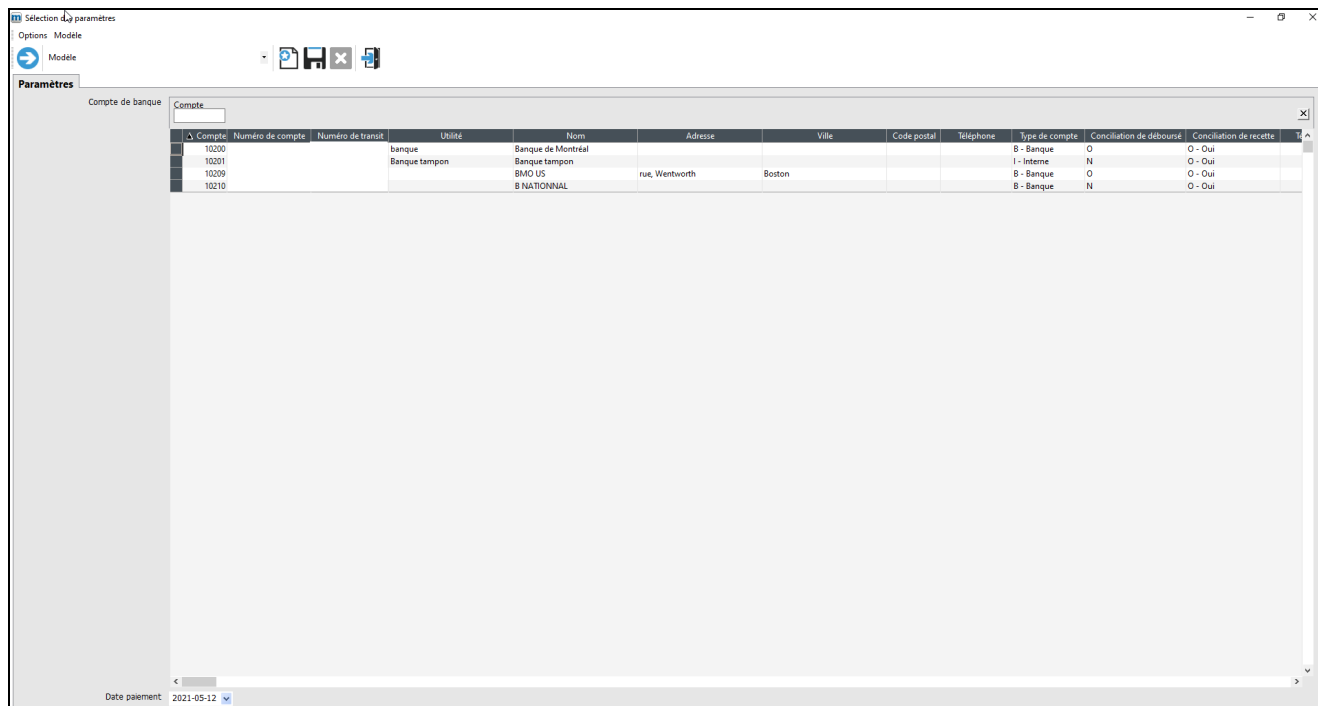 Sélection des paramètres
Options Modèle
Modèle
Paramètres
Compte de banque
Compte
Compte Numéro de compte Numéro de transit Utilité Nom Adresse Ville Code postal Téléphone Type de compte Conciliation de déboursé Conciliation de recette
10200 banque Banque de Montréal B - Banque O O - Oui
10201 Banque tampon Banque tampon I - Interne N O - Oui
10209 BMO US rue, Wentworth Boston B - Banque O O - Oui
10210 B NATIONNAL B - Banque N O - Oui
Date paiement 2021-05-12